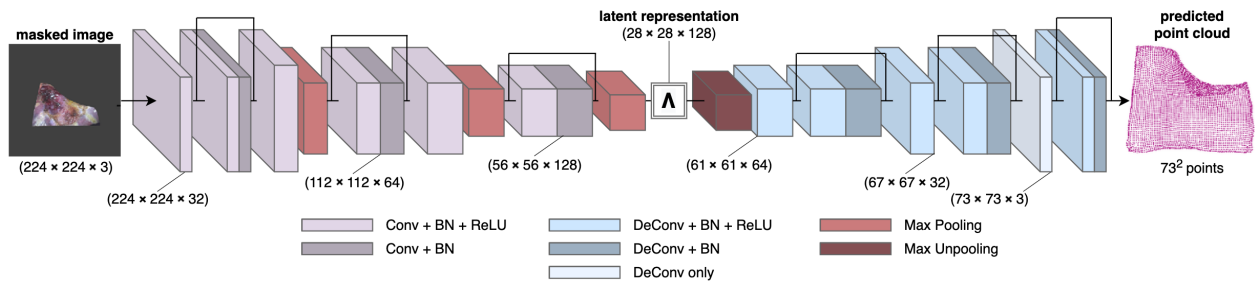 masked image
(224 × 224 × 3)
(224 × 224 × 32)
(112 × 112 × 64)
(56 × 56 × 128)
latent representation
(28 × 28 × 128)
Λ
(61 × 61 × 64)
(67 × 67 × 32)
(73 × 73 × 3)
predicted
point cloud
73² points
Conv + BN + ReLU
Conv + BN
DeConv + BN + ReLU
DeConv + BN
DeConv only
Max Pooling
Max Unpooling